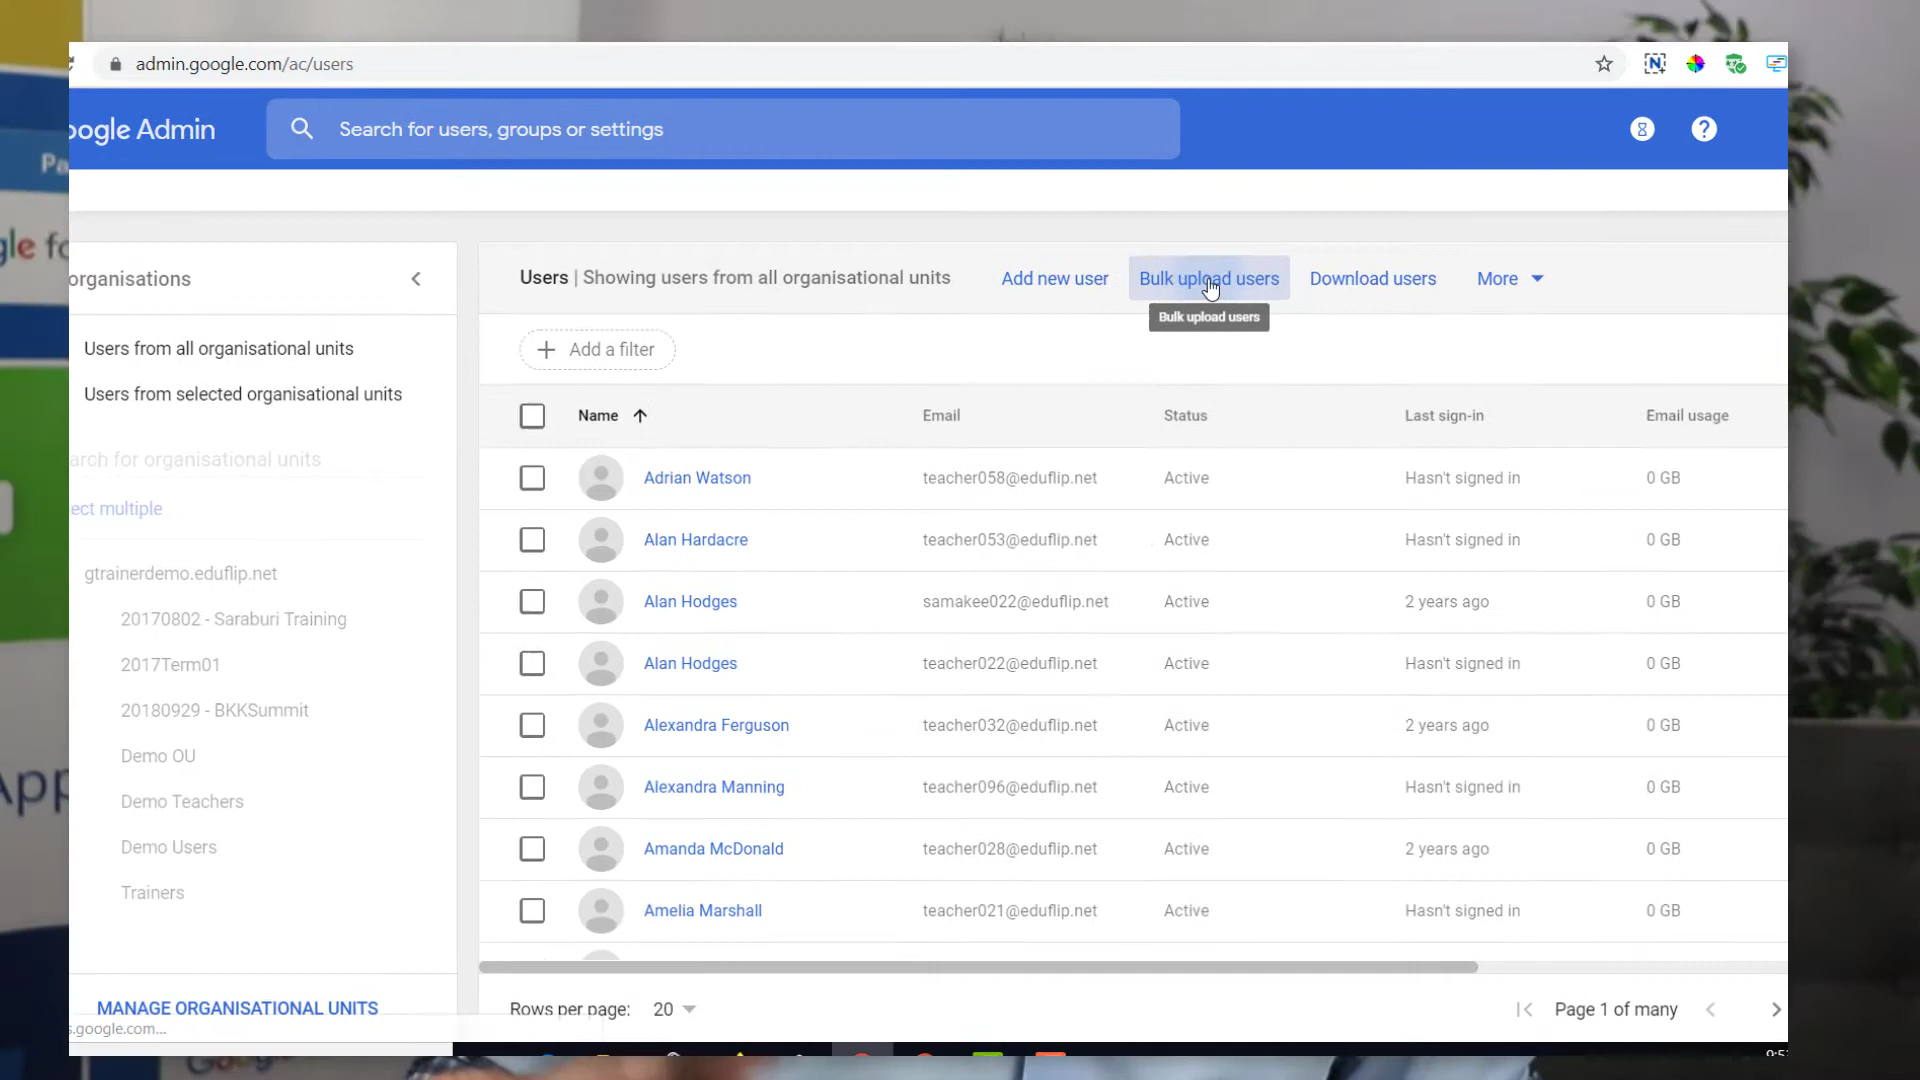 admin.google.com/ac/users
oogle Admin
Search for users, groups or settings
Pa
gle fo
App
Google
organisations
Users from all organisational units
Users from selected organisational units
arch for organisational units
ect multiple
gtrainerdemo.eduflip.net
20170802 - Saraburi Training
2017Term01
20180929 - BKKSummit
Demo OU
Demo Teachers
Demo Users
Trainers
MANAGE ORGANISATIONAL UNITS
s.google.com...
Users | Showing users from all organisational units
Add new user
Bulk upload users
Download users
More
Bulk upload users
Add a filter
Name Email Status Last sign-in Email usage
Adrian Watson teacher058@eduflip.net Active Hasn't signed in 0 GB
Alan Hardacre teacher053@eduflip.net Active Hasn't signed in 0 GB
Alan Hodges samakee022@eduflip.net Active 2 years ago 0 GB
Alan Hodges teacher022@eduflip.net Active Hasn't signed in 0 GB
Alexandra Ferguson teacher032@eduflip.net Active 2 years ago 0 GB
Alexandra Manning teacher096@eduflip.net Active Hasn't signed in 0 GB
Amanda McDonald teacher028@eduflip.net Active 2 years ago 0 GB
Amelia Marshall teacher021@eduflip.net Active Hasn't signed in 0 GB
Rows per page: 20
Page 1 of many